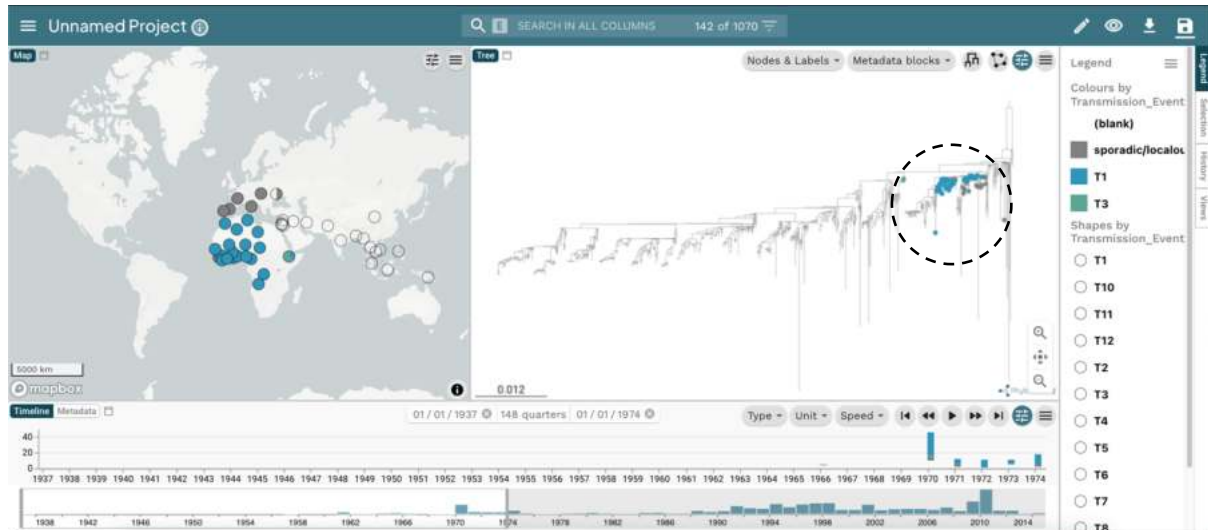 Unnamed Project
E SEARCH IN ALL COLUMNS 142 of 1070
Map
5000 km
mapbox
Tree
Nodes & Labels
Metadata blocks
0.012
Legend
Colours by
Transmission_Event
(blank)
sporadic/localou
T1
T3
Shapes by
Transmission_Event
T1
T10
T11
T12
T2
T3
T4
T5
T6
T7
T8
Legend
Selection
History
Views
Timeline Metadata
01 / 01 / 1937 148 quarters 01 / 01 / 1974
Type Unit Speed
40
20
0
1937 1938 1939 1940 1941 1942 1943 1944 1945 1946 1947 1948 1949 1950 1951 1952 1953 1954 1955 1956 1957 1958 1959 1960 1961 1962 1963 1964 1965 1966 1967 1968 1969 1970 1971 1972 1973 1974
1938 1942 1946 1950 1954 1958 1962 1966 1970 1974 1978 1982 1986 1990 1994 1998 2002 2006 2010 2014